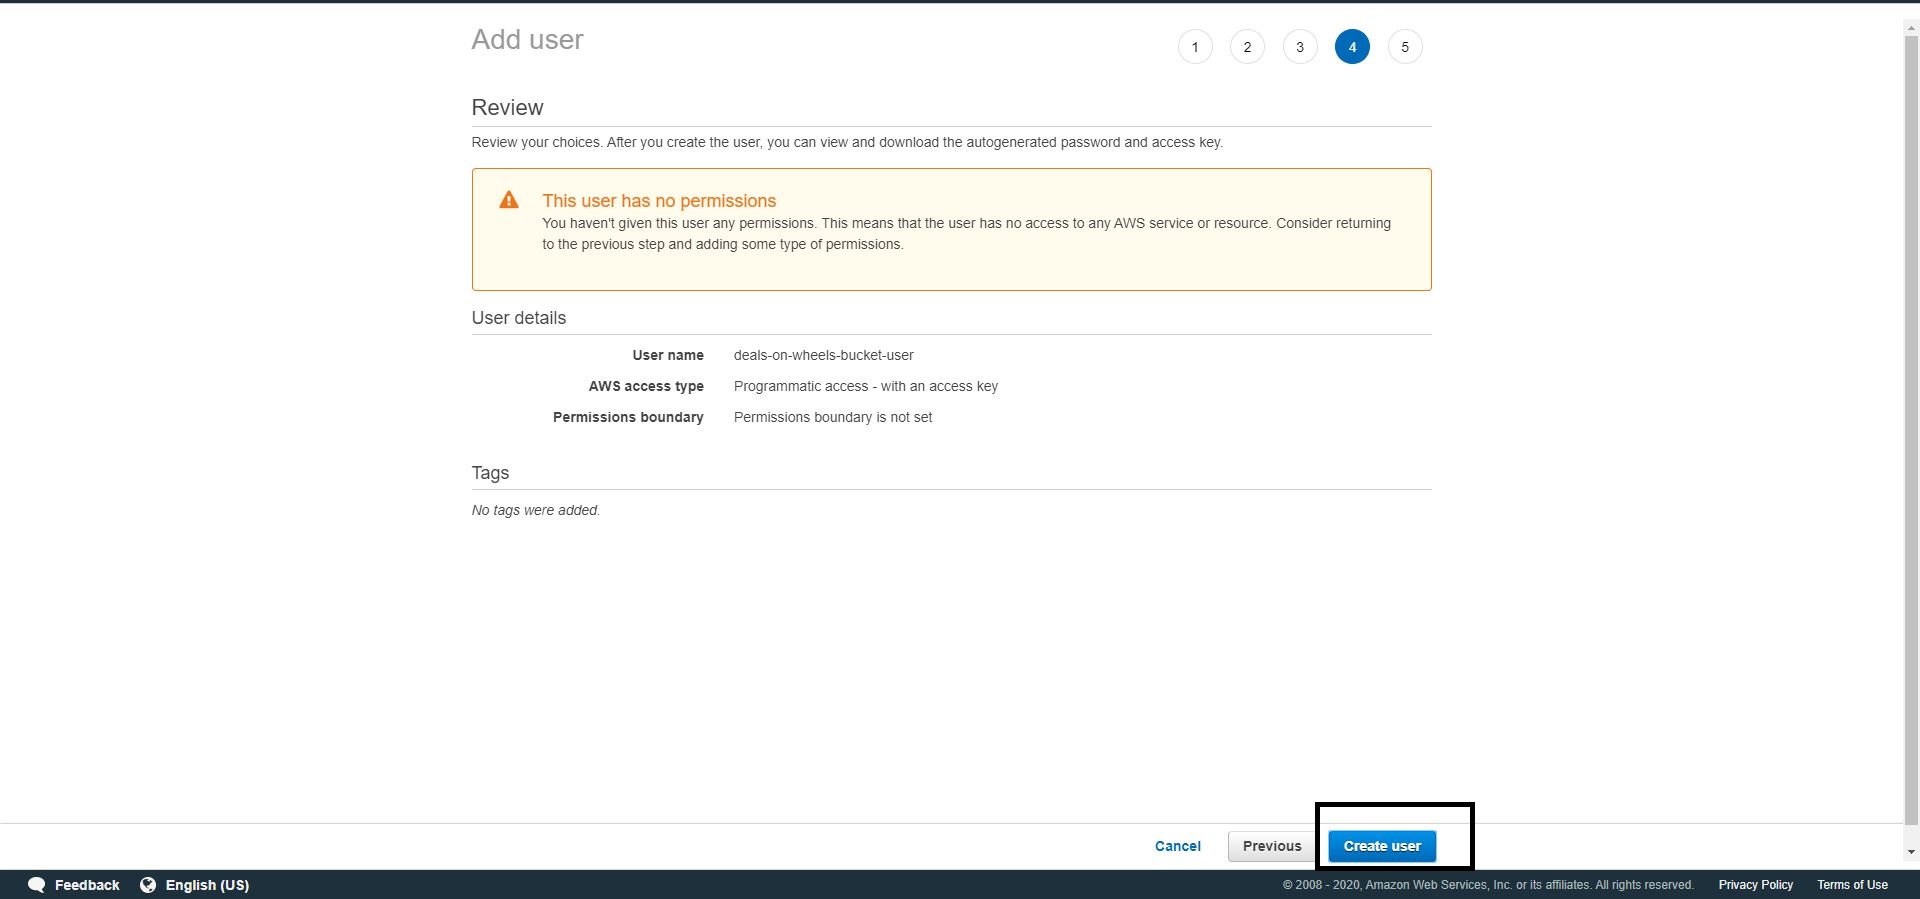 Add user
1 2 3 4 5
Review
Review your choices. After you create the user, you can view and download the autogenerated password and access key.
This user has no permissions
You haven't given this user any permissions. This means that the user has no access to any AWS service or resource. Consider returning
to the previous step and adding some type of permissions.
User details
User name deals-on-wheels-bucket-user
AWS access type Programmatic access - with an access key
Permissions boundary Permissions boundary is not set
Tags
No tags were added.
Cancel Previous Create user
Feedback English (US) © 2008 - 2020, Amazon Web Services, Inc. or its affiliates. All rights reserved. Privacy Policy Terms of Use